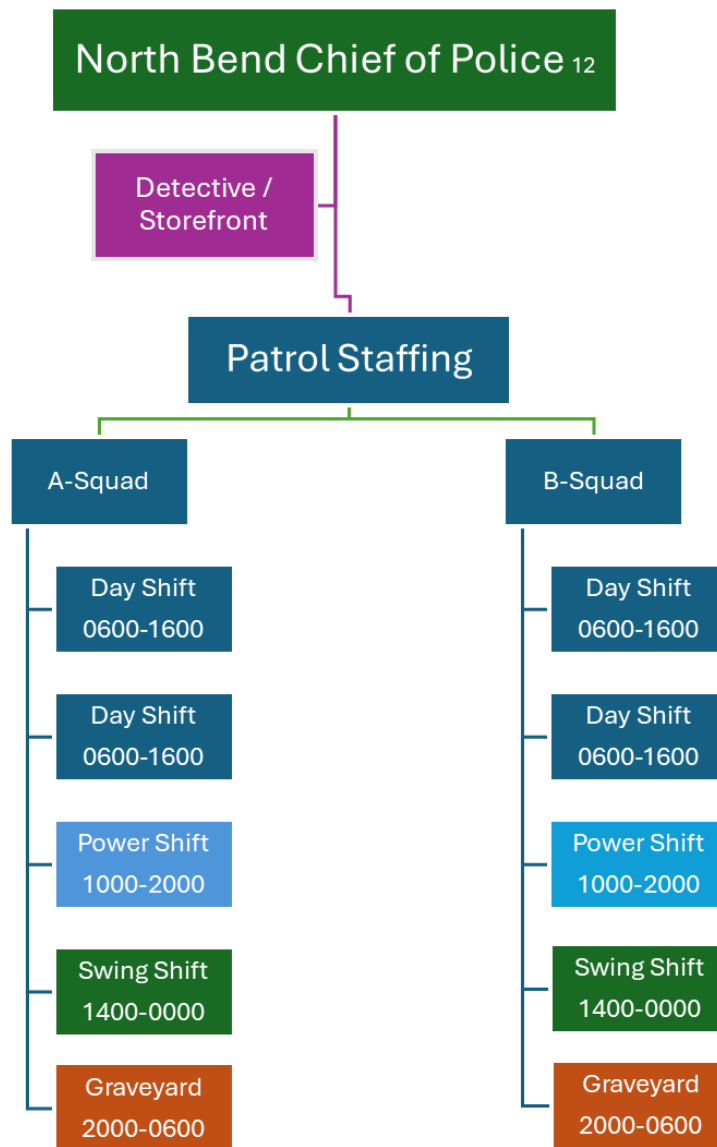 North Bend Chief of Police 12
Detective /
Storefront
Patrol Staffing
A-Squad
Day Shift
0600-1600
Day Shift
0600-1600
Power Shift
1000-2000
Swing Shift
1400-0000
Graveyard
2000-0600
B-Squad
Day Shift
0600-1600
Day Shift
0600-1600
Power Shift
1000-2000
Swing Shift
1400-0000
Graveyard
2000-0600